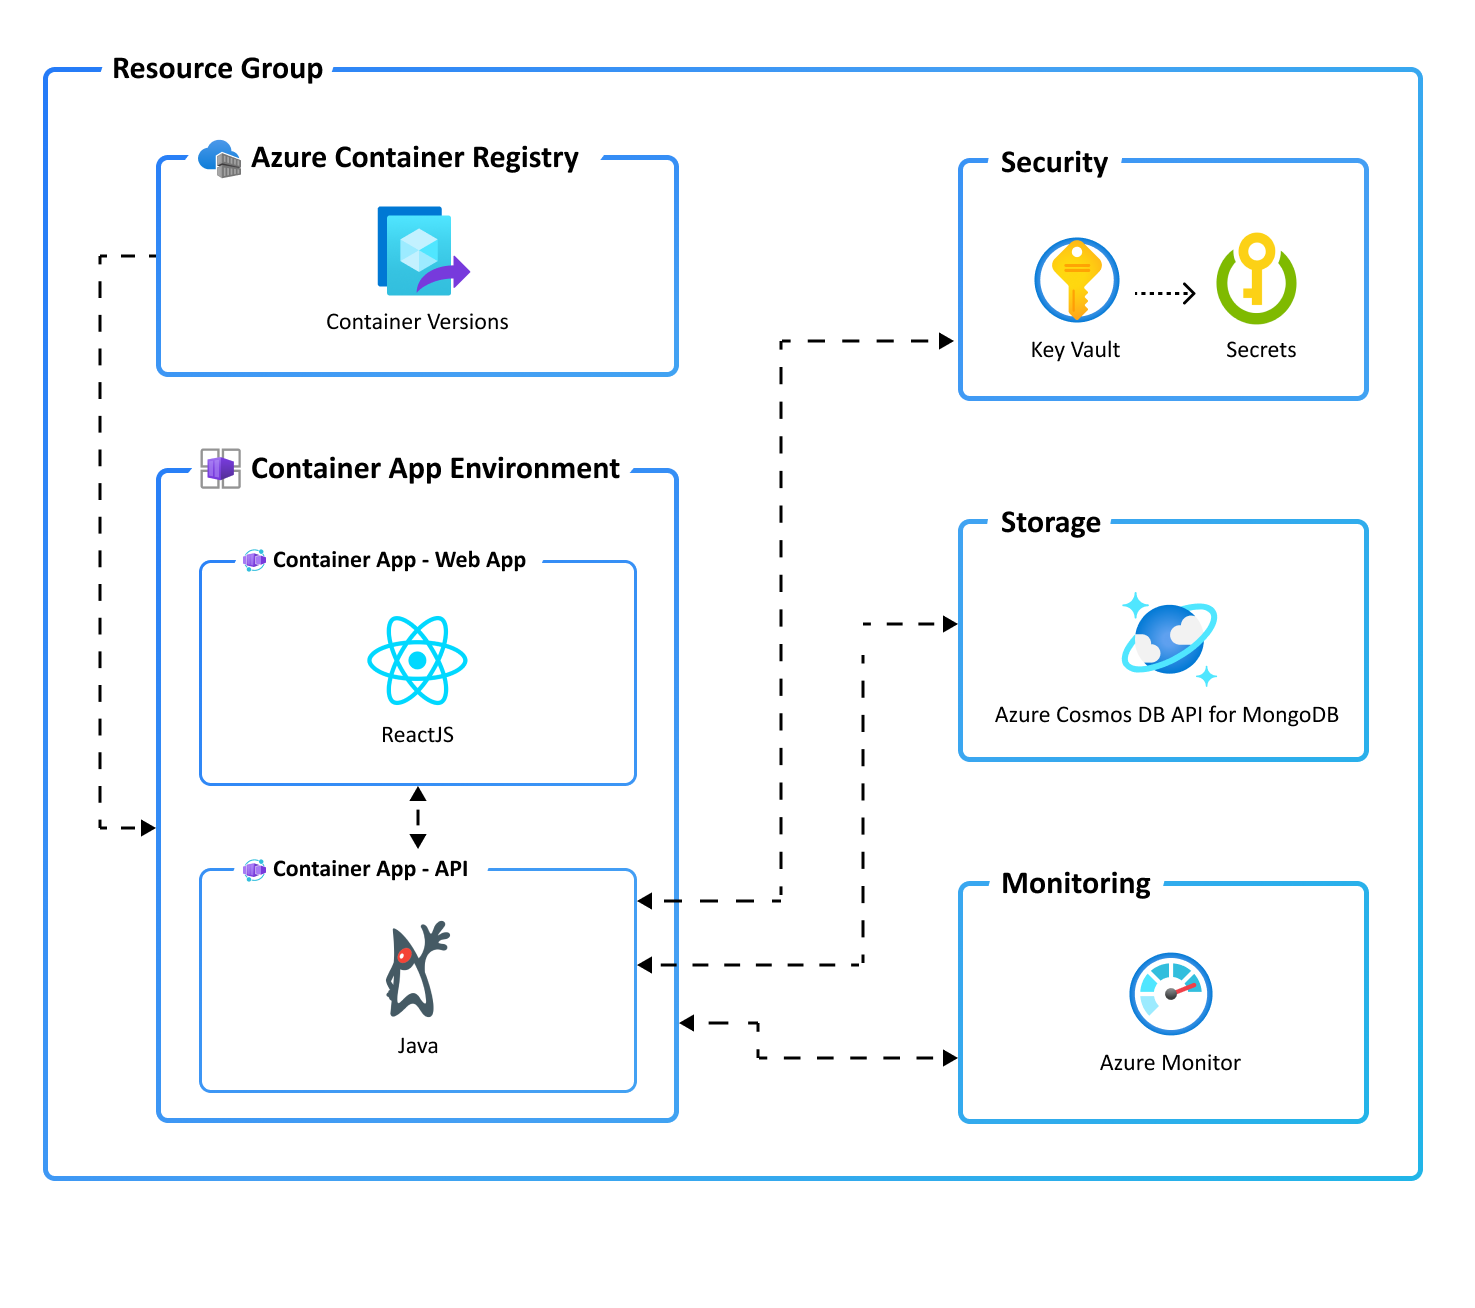 Resource Group
Azure Container Registry
Container Versions
Security
Key Vault
Secrets
Container App Environment
Container App - Web App
ReactJS
Storage
Azure Cosmos DB API for MongoDB
Container App - API
Java
Monitoring
Azure Monitor